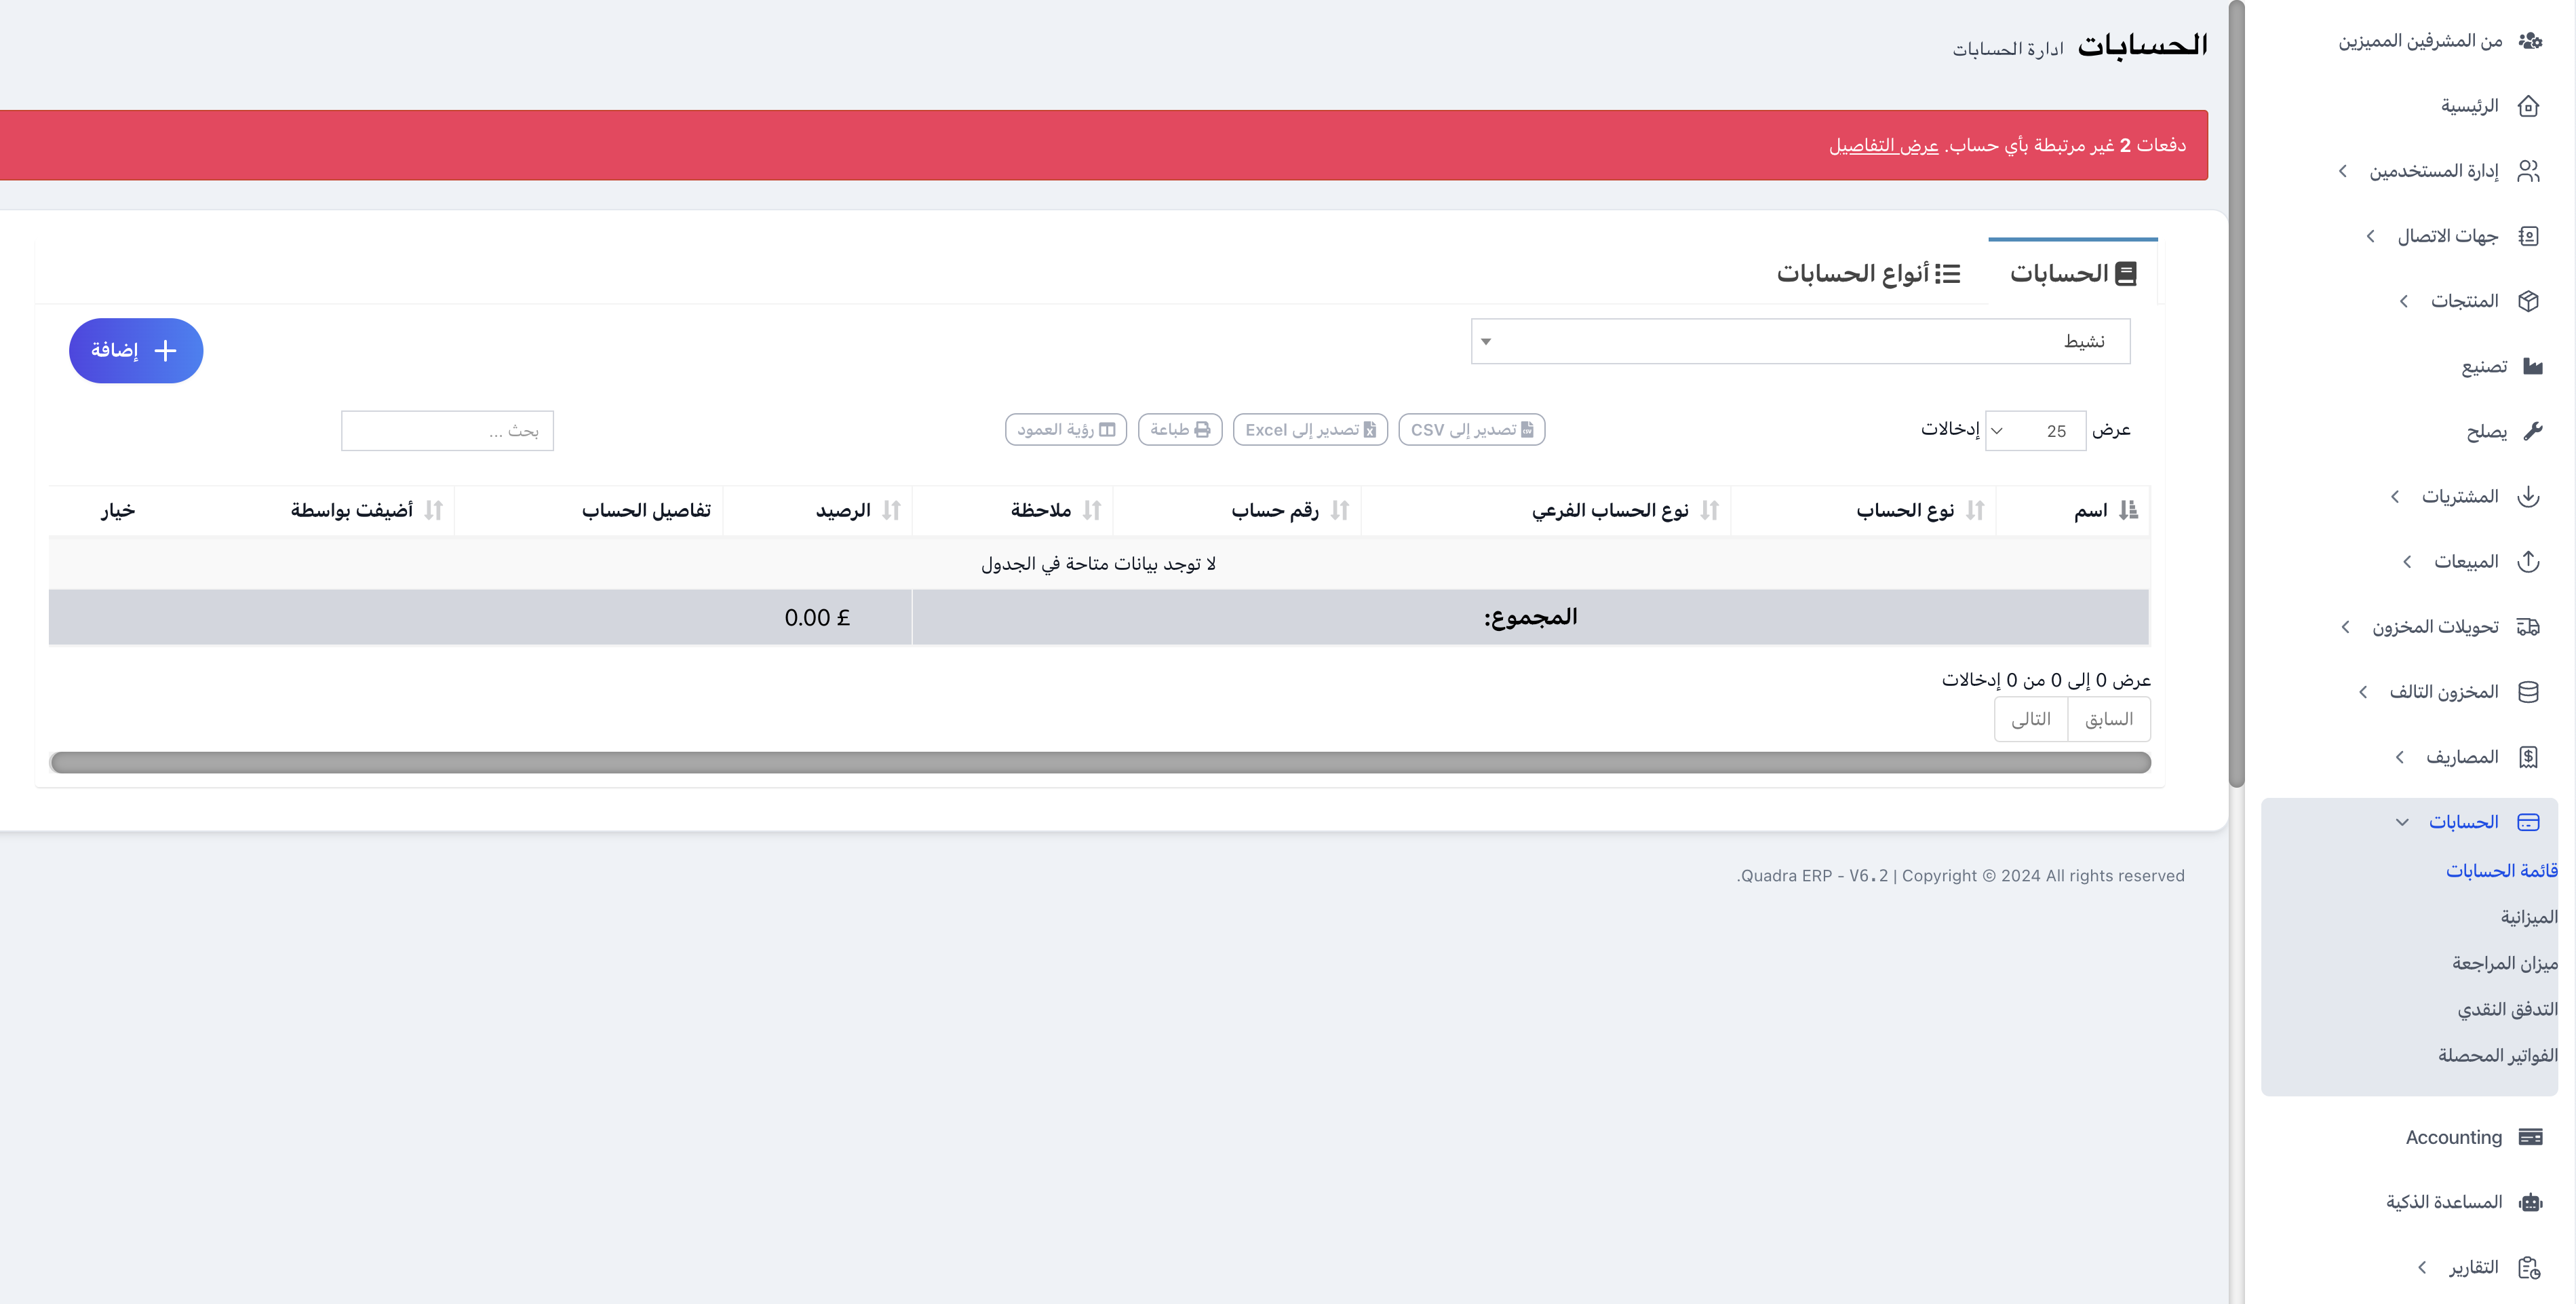 من المشرفين المميزين
الرئيسية
إدارة المستخدمين
جهات الاتصال
المنتجات
تصنيع
يصلح
المشتريات
المبيعات
تحويلات المخزون
المخزون التالف
المصاريف
الحسابات
قائمة الحسابات
الميزانية
ميزان المراجعة
التدفق النقدي
الفواتير المحصلة
Accounting
المساعدة الذكية
التقارير
الحسابات ادارة الحسابات
دفعات 2 غير مرتبطة بأي حساب. عرض التفاصيل
الحسابات أنواع الحسابات
نشيط
إضافة
عرض 25 إدخالات تصدير إلى CSV تصدير إلى Excel طباعة رؤية العمود بحث ...
اسم نوع الحساب نوع الحساب الفرعي رقم حساب ملاحظة الرصيد تفاصيل الحساب أضيفت بواسطة خيار
لا توجد بيانات متاحة في الجدول
المجموع: £ 0.00
عرض 0 إلى 0 من 0 إدخالات
السابق التالى
Quadra ERP - V6.2 | Copyright © 2024 All rights reserved.